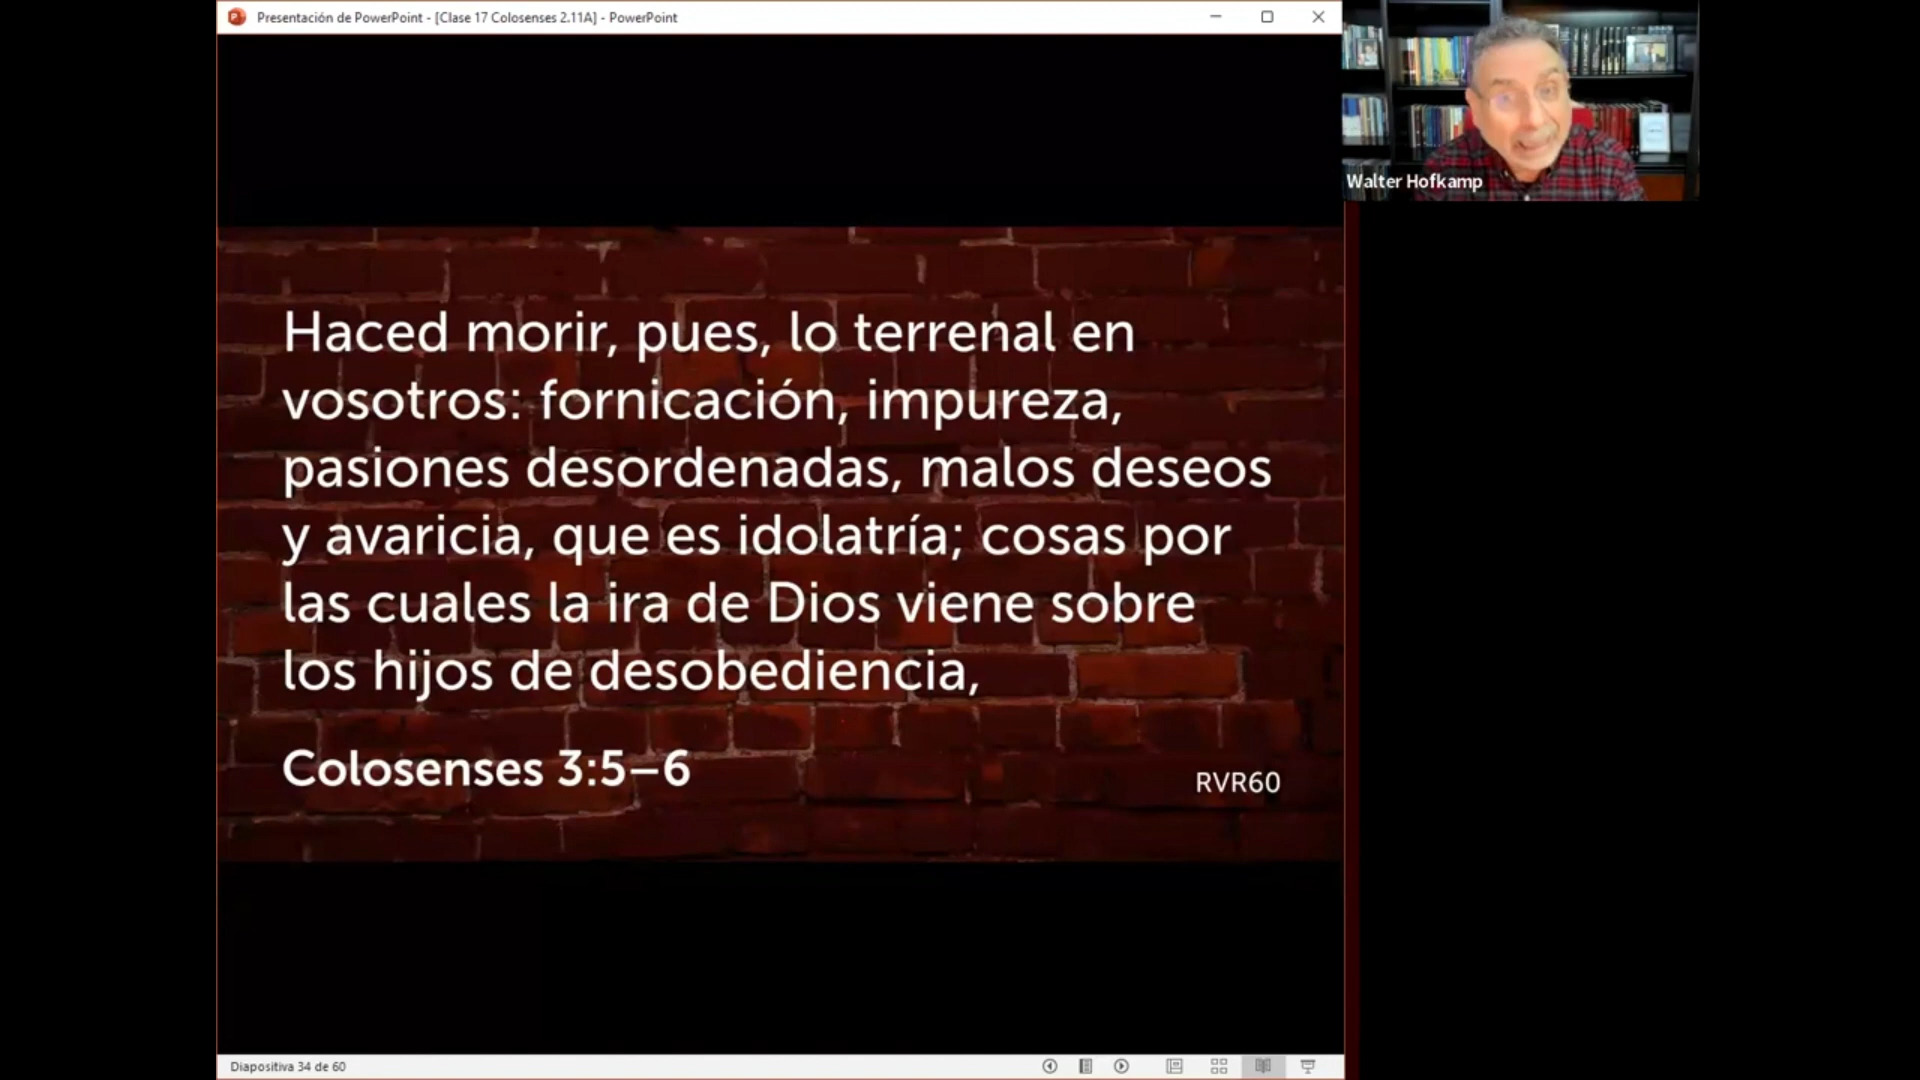 Presentación de PowerPoint - [Clase 17 Colosenses 2.11A] - PowerPoint
Walter Hofkamp
Haced morir, pues, lo terrenal en
vosotros: fornicación, impureza,
pasiones desordenadas, malos deseos
y avaricia, que es idolatría; cosas por
las cuales la ira de Dios viene sobre
los hijos de desobediencia,
Colosenses 3:5–6
RVR60
Diapositiva 34 de 60